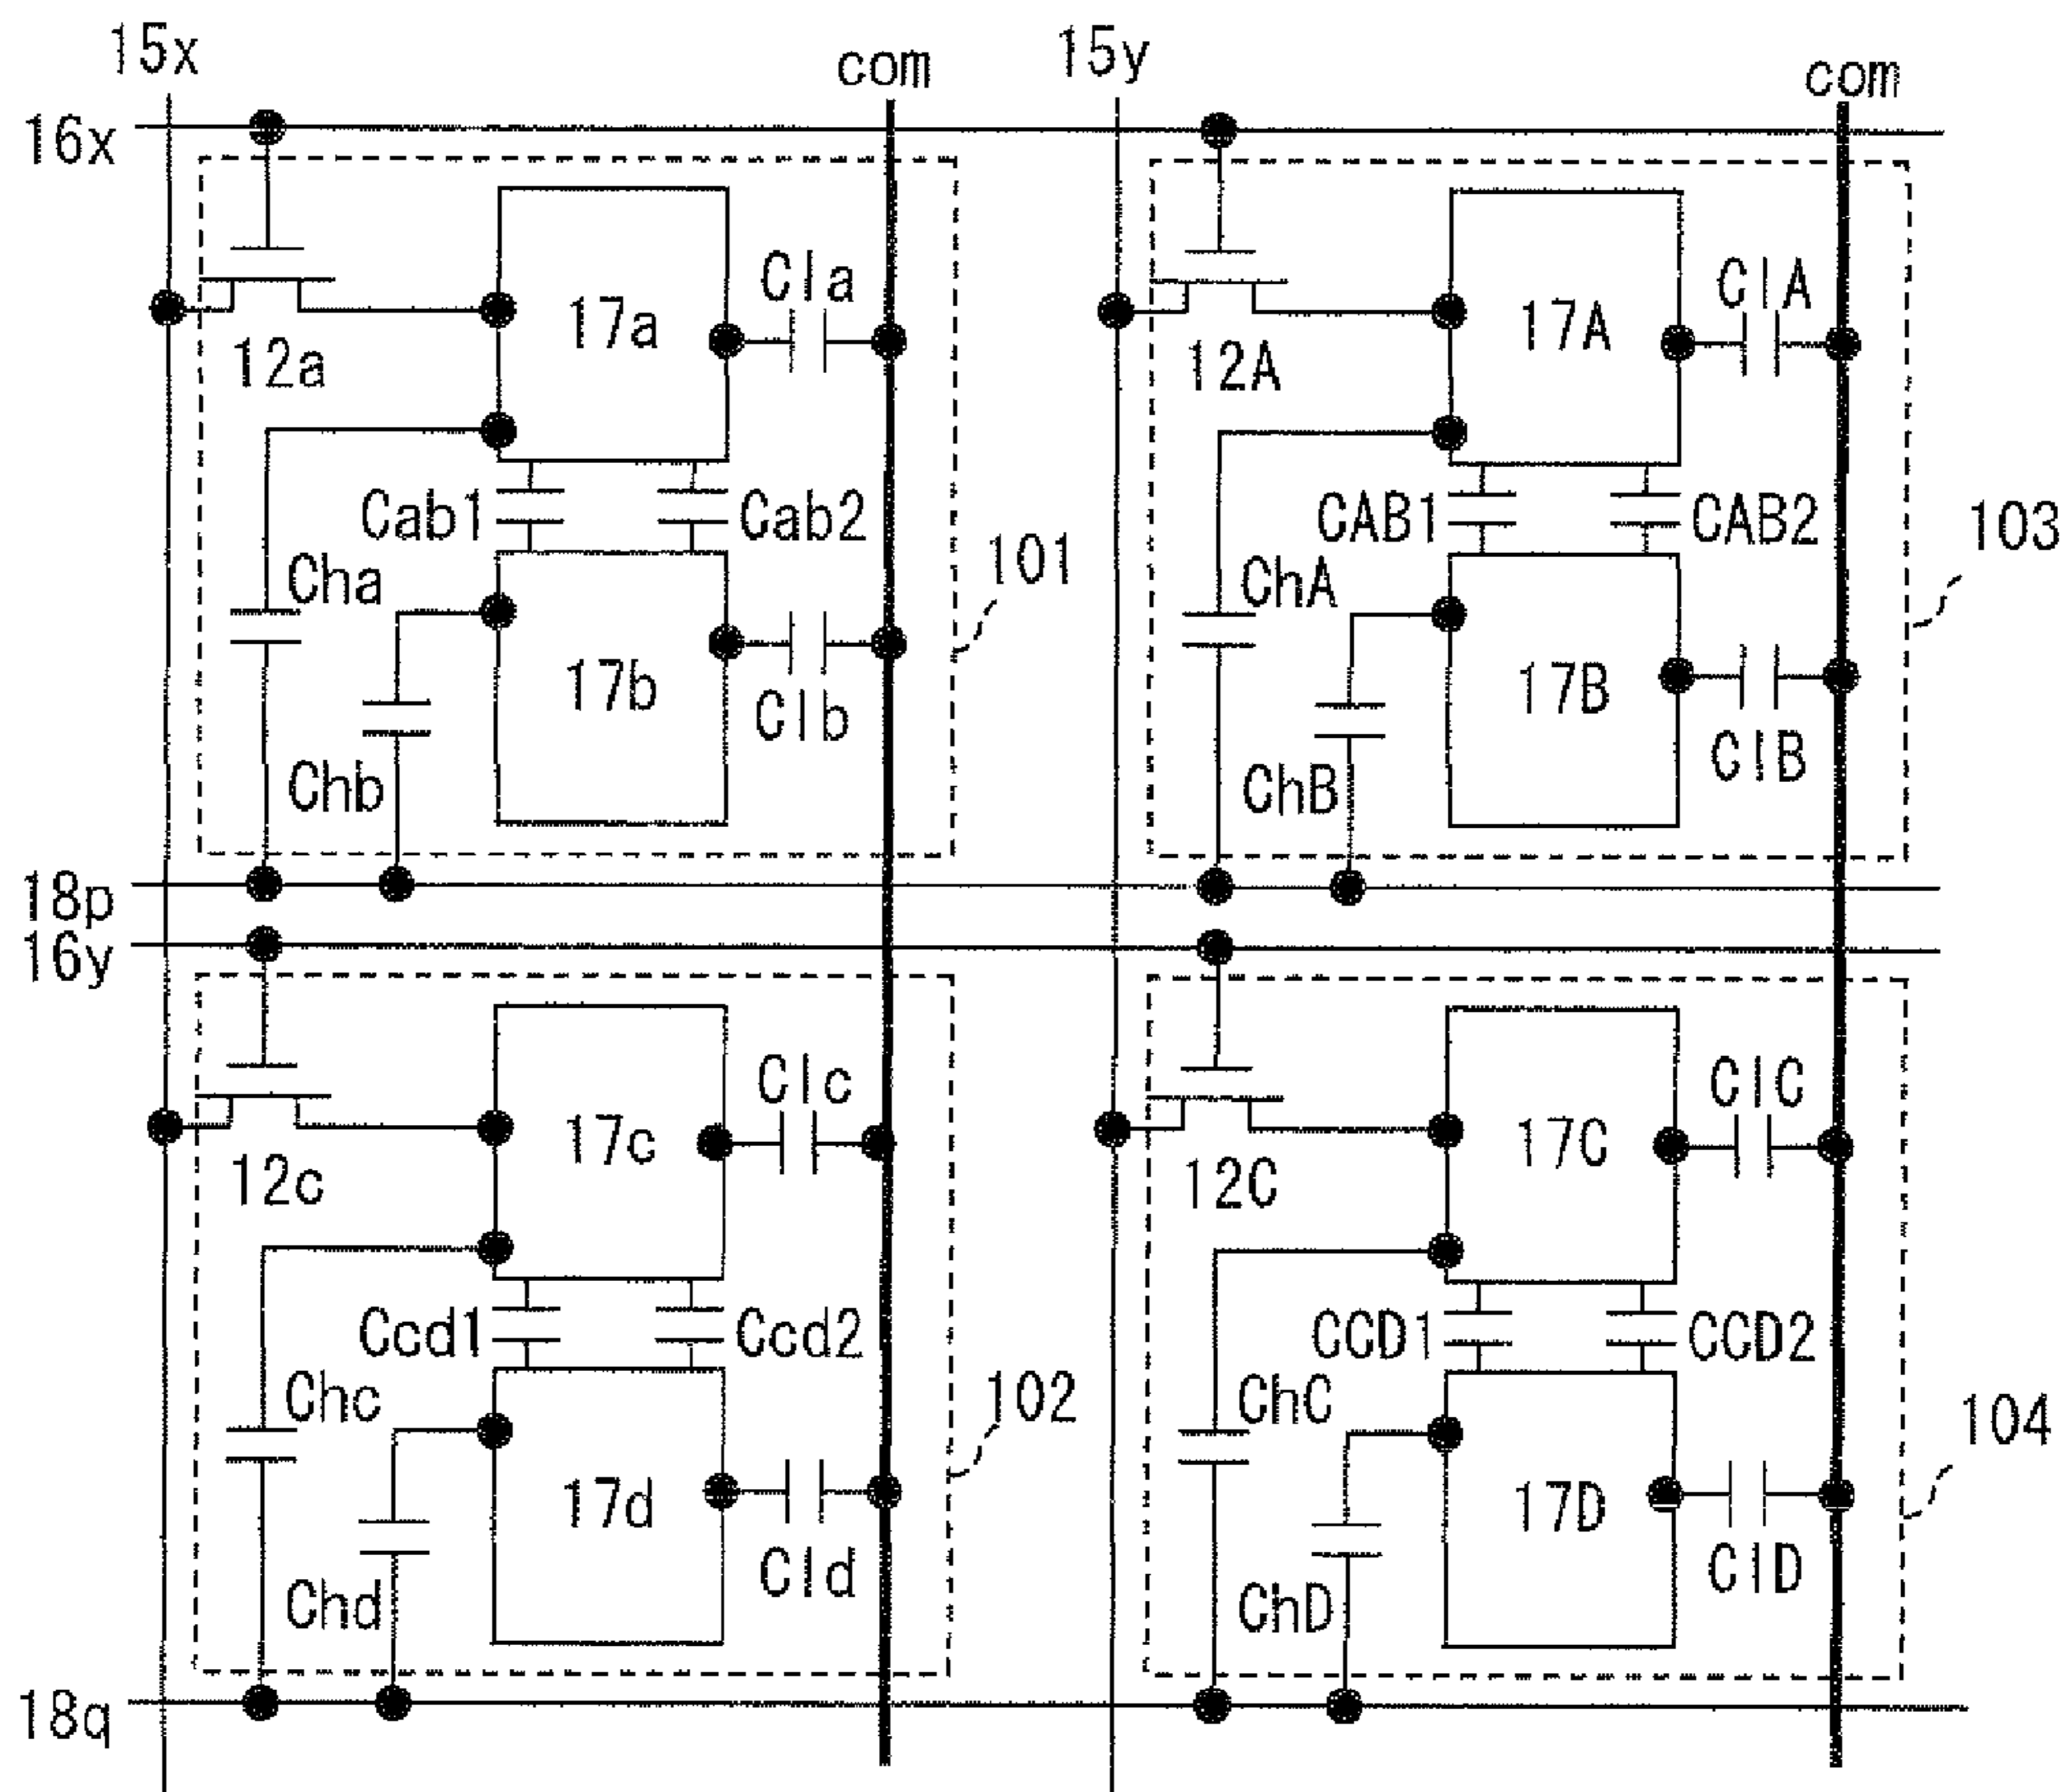 15x
com
15y
com
16x
Cla
ClA
17a
17A
12a
12A
Cab1
Cab2
CAB1
CAB2
103
101
Cha
ChA
17b
17B
Clb
ClB
Chb
ChB
18p
16y
Clc
ClC
17c
17C
12c
12C
Ccd1
Ccd2
CCD1
CCD2
Chc
102
ChC
104
17d
17D
Cld
ClD
Chd
ChD
18q